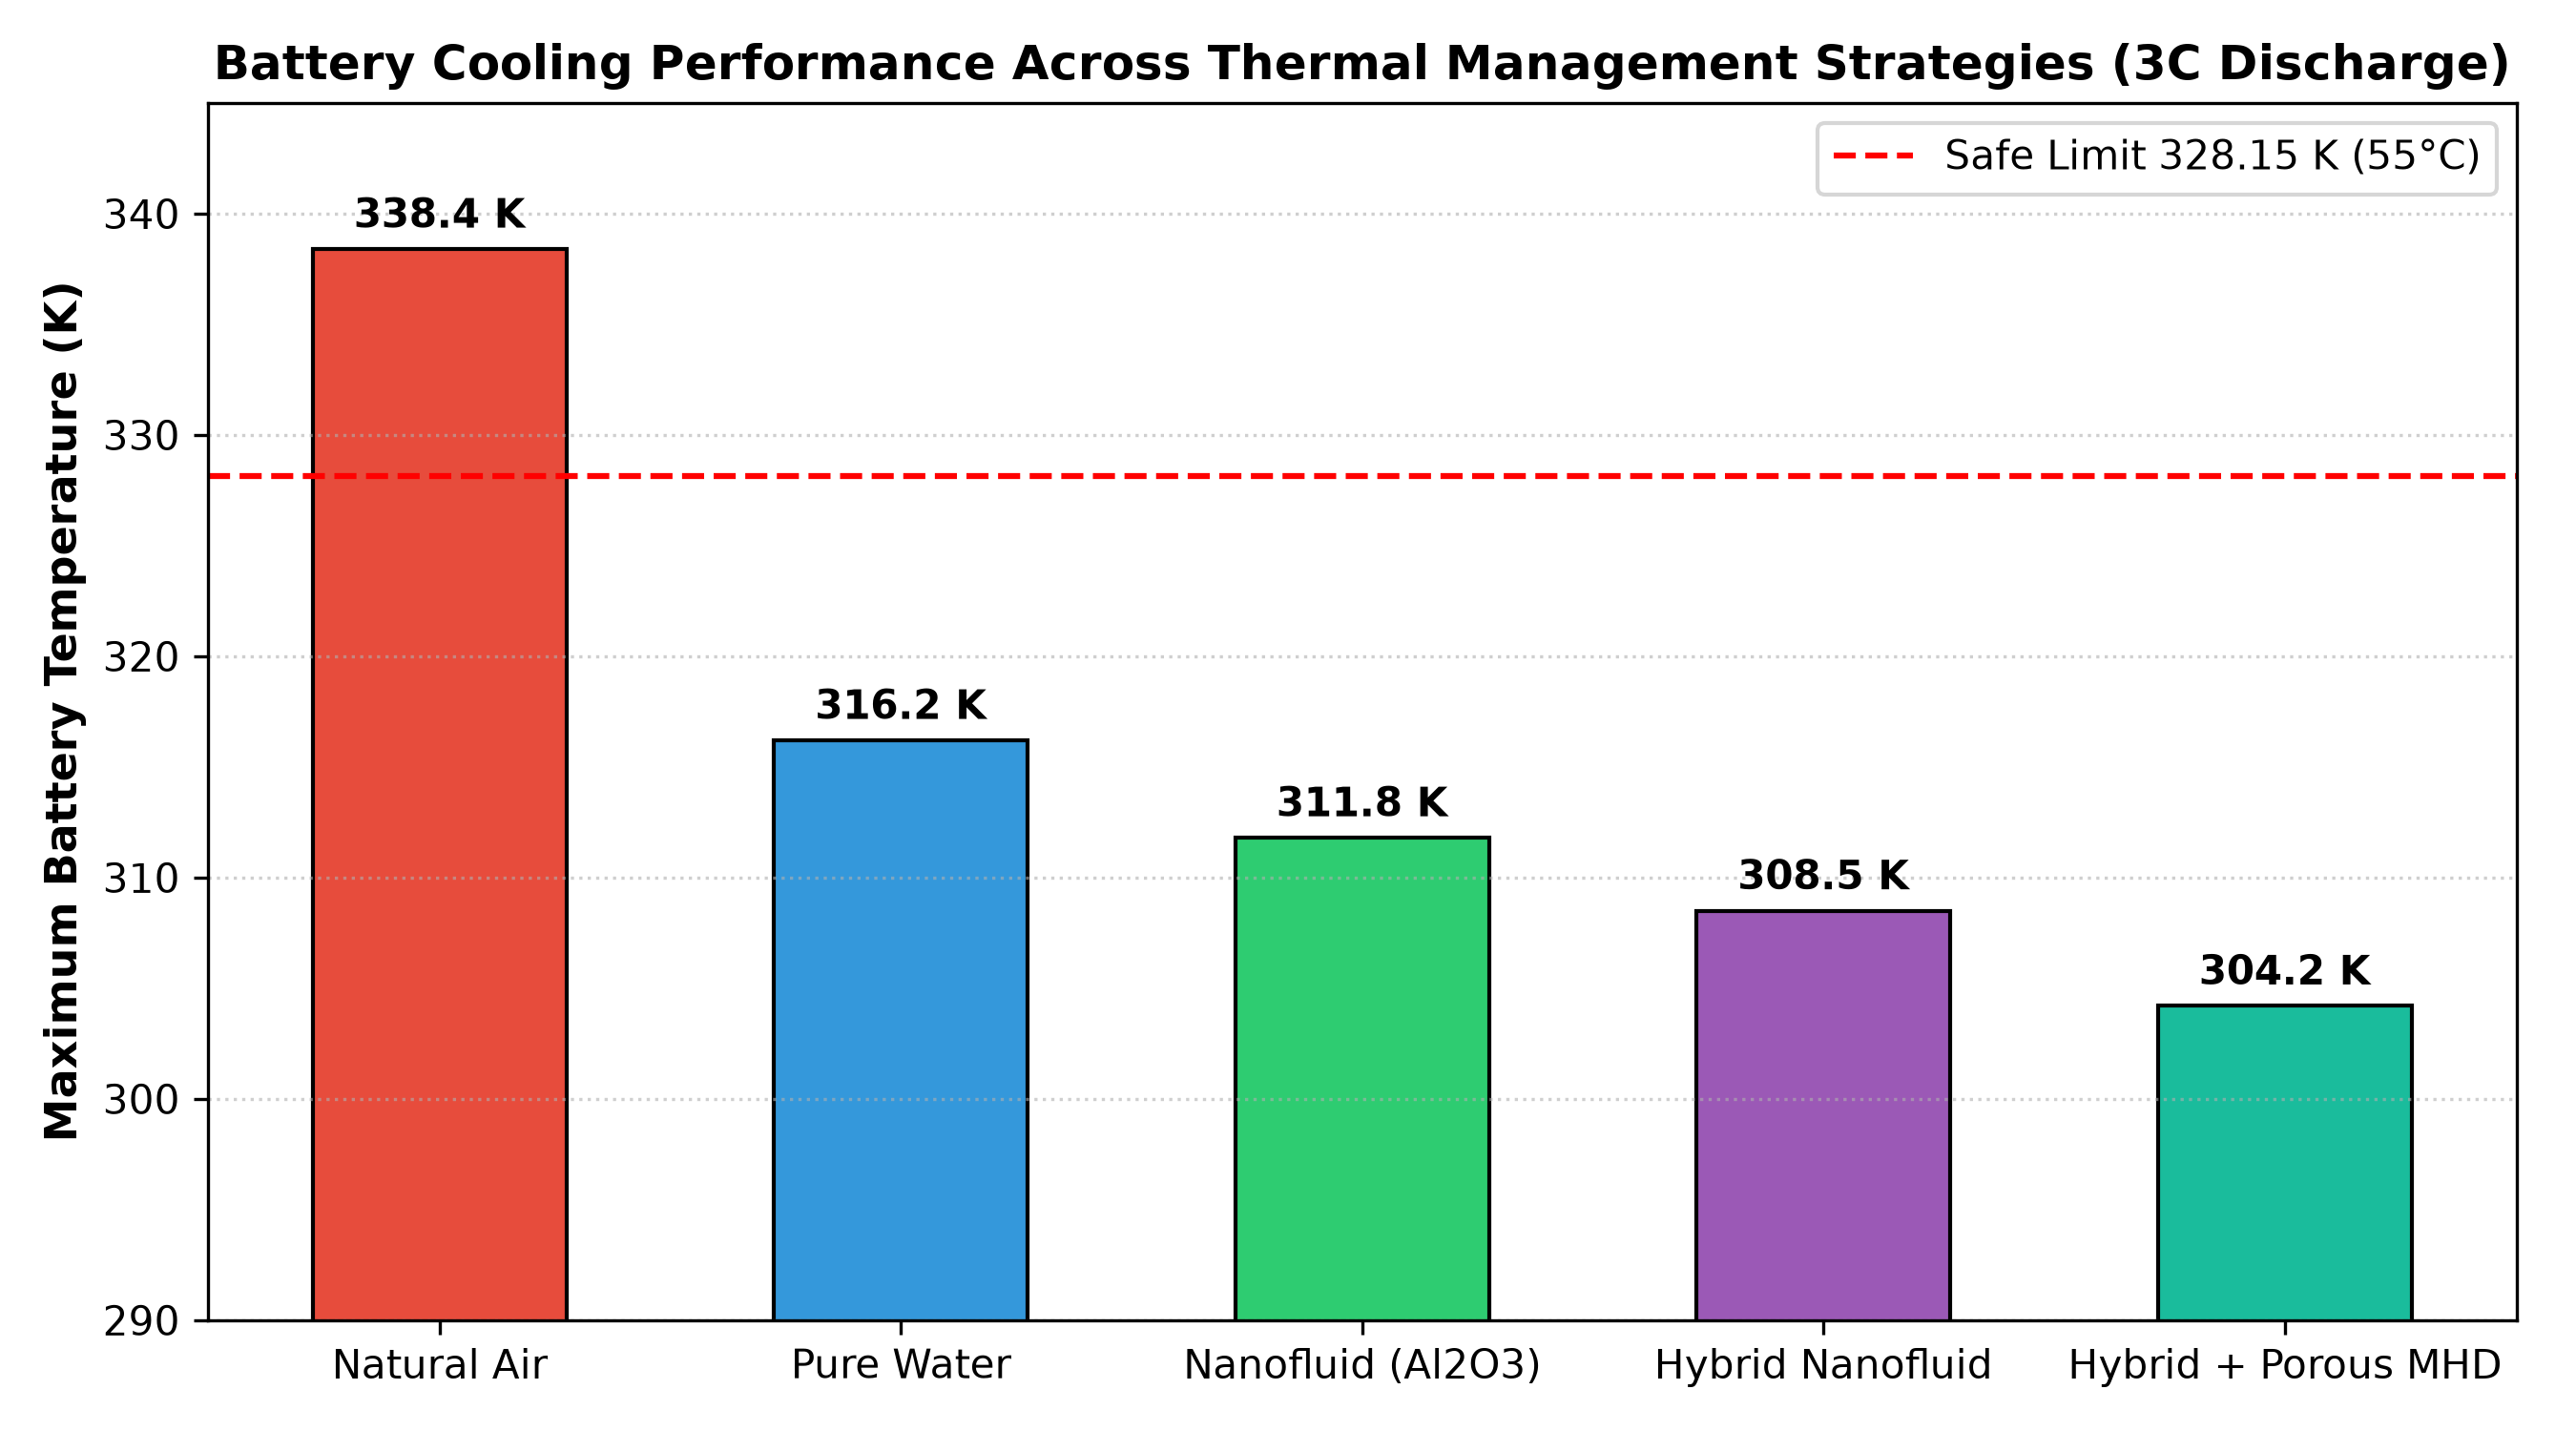 Battery Cooling Performance Across Thermal Management Strategies (3C Discharge)
Safe Limit 328.15 K (55°C)
Maximum Battery Temperature (K)
340
330
320
310
300
290
338.4 K
316.2 K
311.8 K
308.5 K
304.2 K
Natural Air
Pure Water
Nanofluid (Al2O3)
Hybrid Nanofluid
Hybrid + Porous MHD